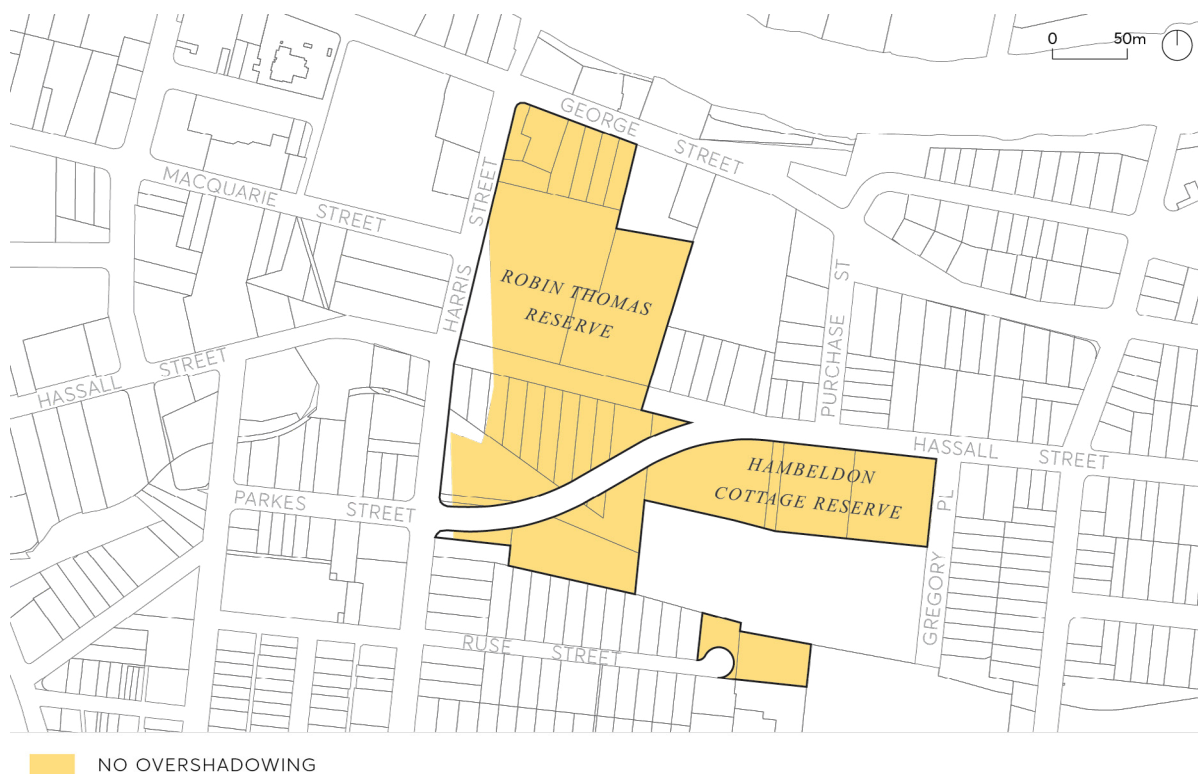 0 50m
GEORGE STREET
MACQUARIE STREET
HARRIS STREET
ROBIN THOMAS
RESERVE
PURCHASE ST
HASSALL STREET
HASSALL STREET
HAMBELDON
COTTAGE RESERVE
PARKES STREET
GREGORY PL
RUSE STREET
NO OVERSHADOWING